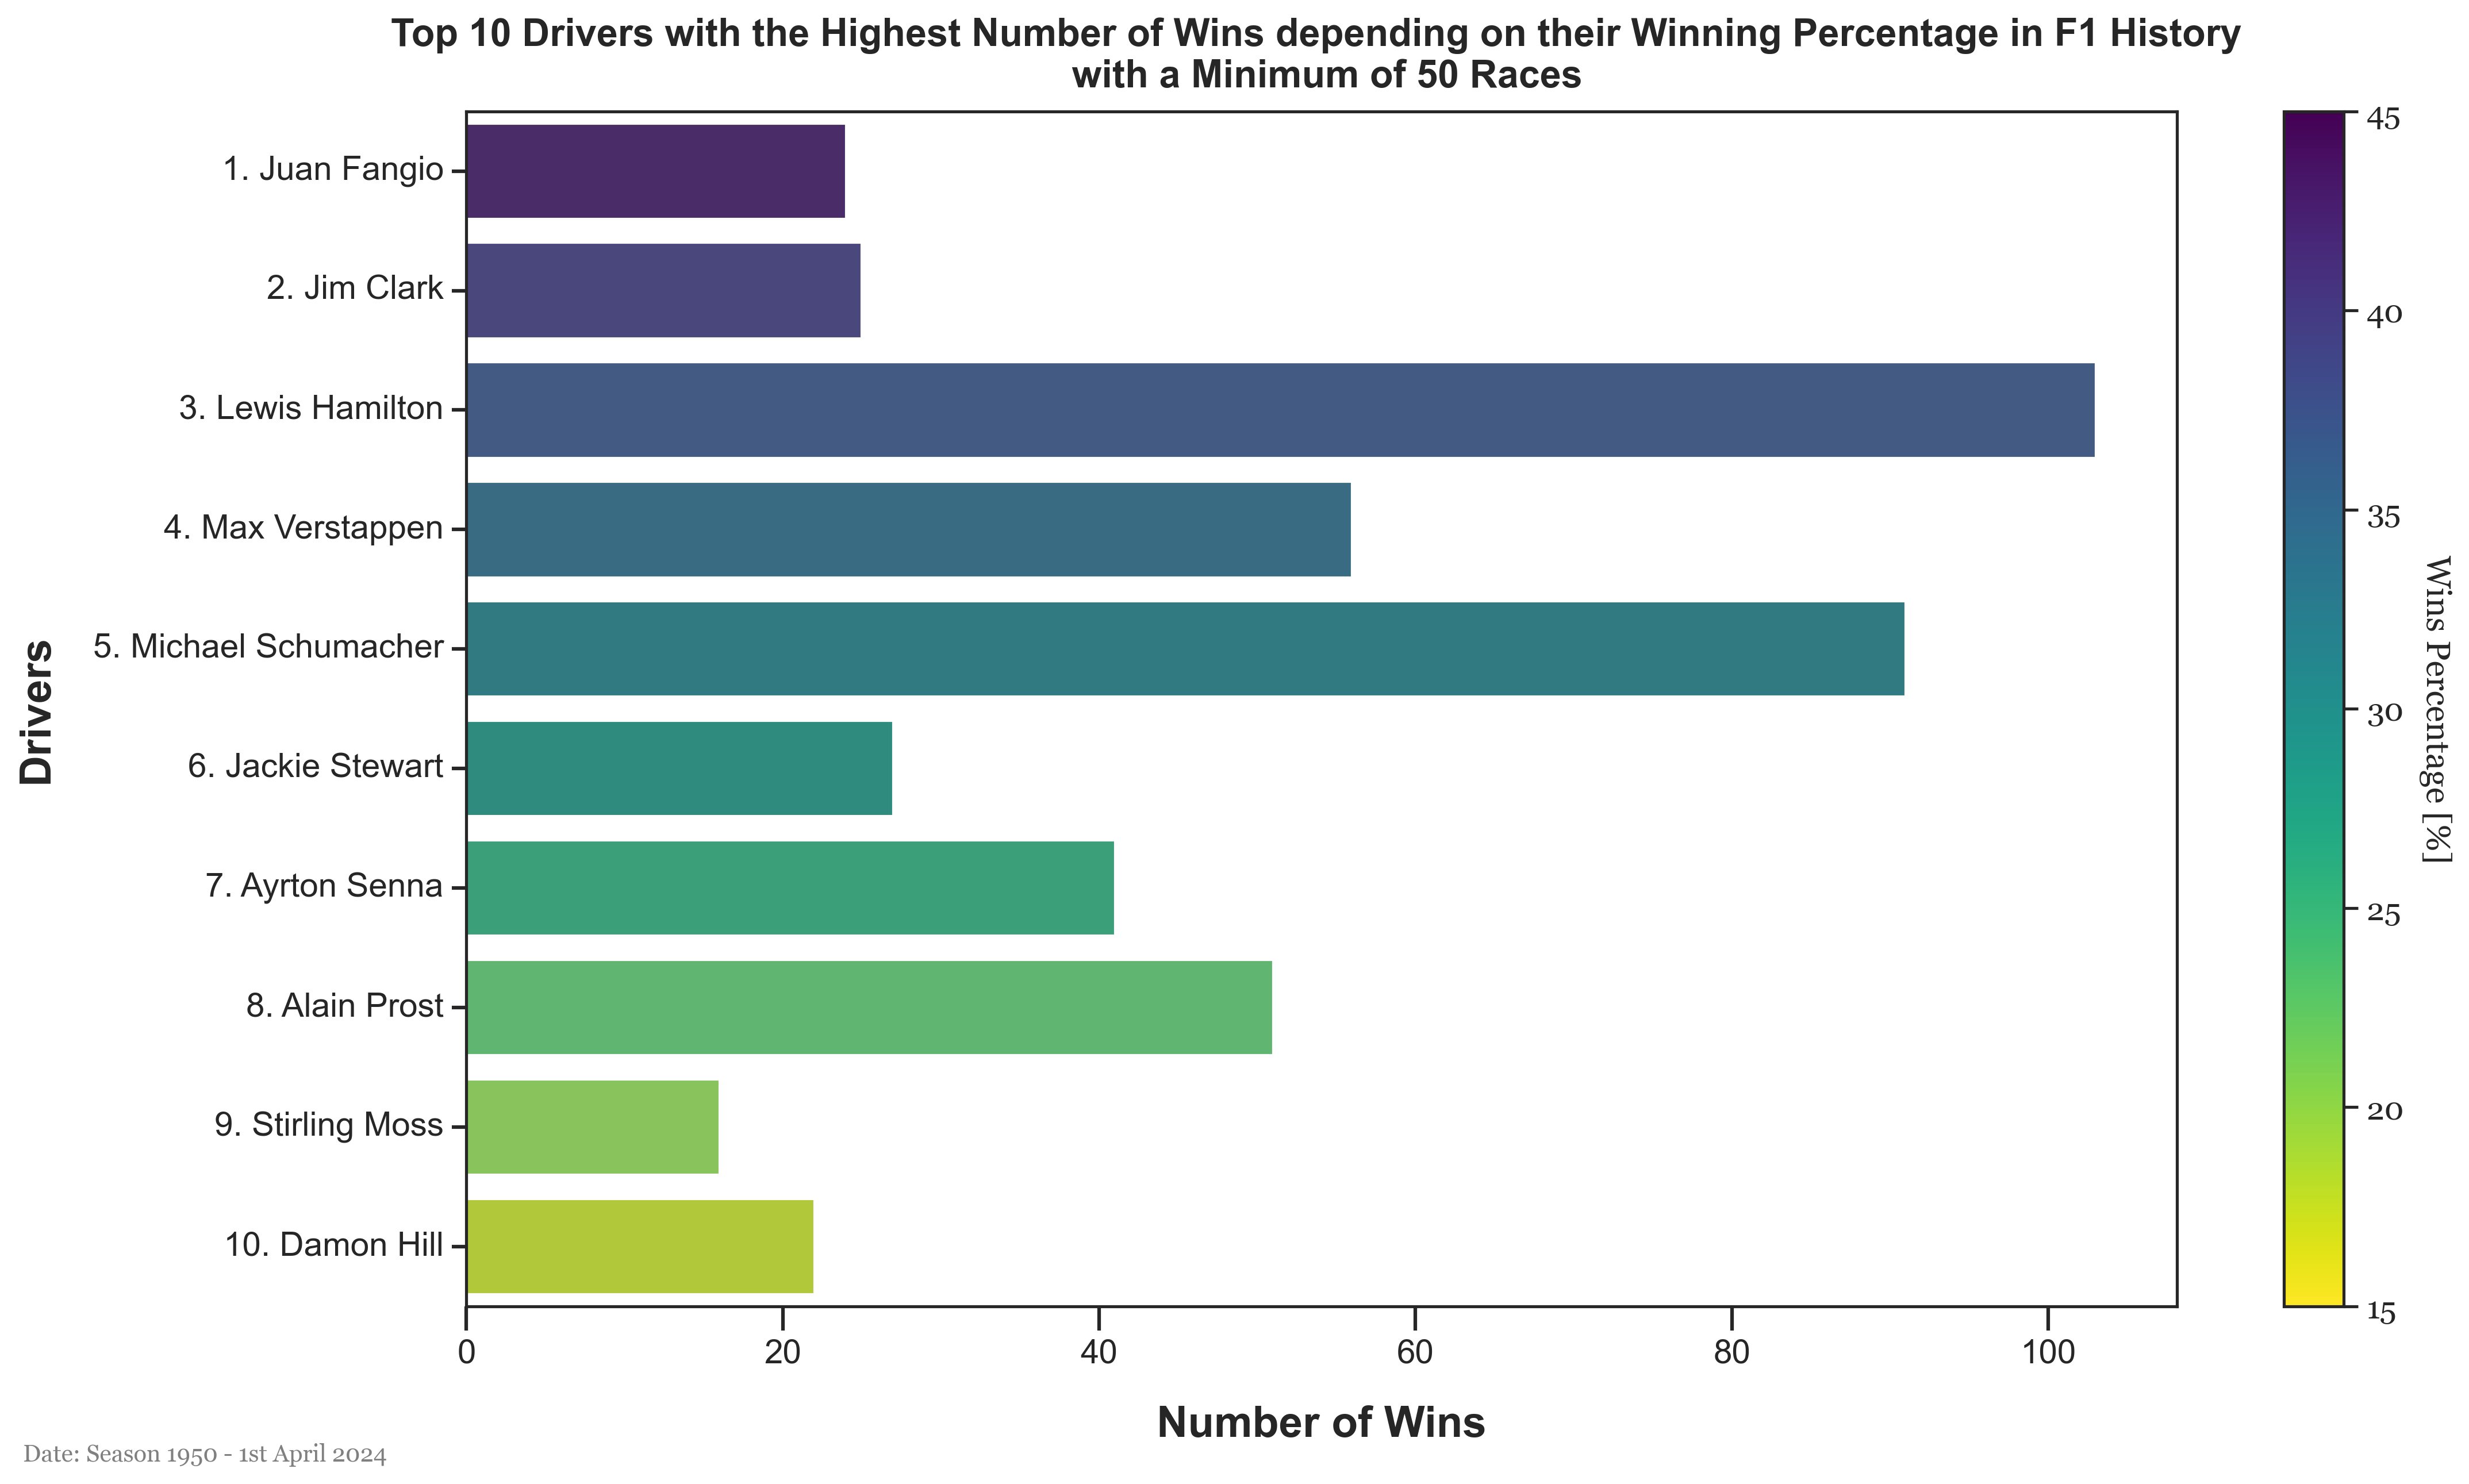 Top 10 Drivers with the Highest Number of Wins depending on their Winning Percentage in F1 History
with a Minimum of 50 Races
Drivers
1. Juan Fangio
2. Jim Clark
3. Lewis Hamilton
4. Max Verstappen
5. Michael Schumacher
6. Jackie Stewart
7. Ayrton Senna
8. Alain Prost
9. Stirling Moss
10. Damon Hill
0 20 40 60 80 100
Number of Wins
45
40
35
30
25
20
15
Wins Percentage [%]
Date: Season 1950 - 1st April 2024